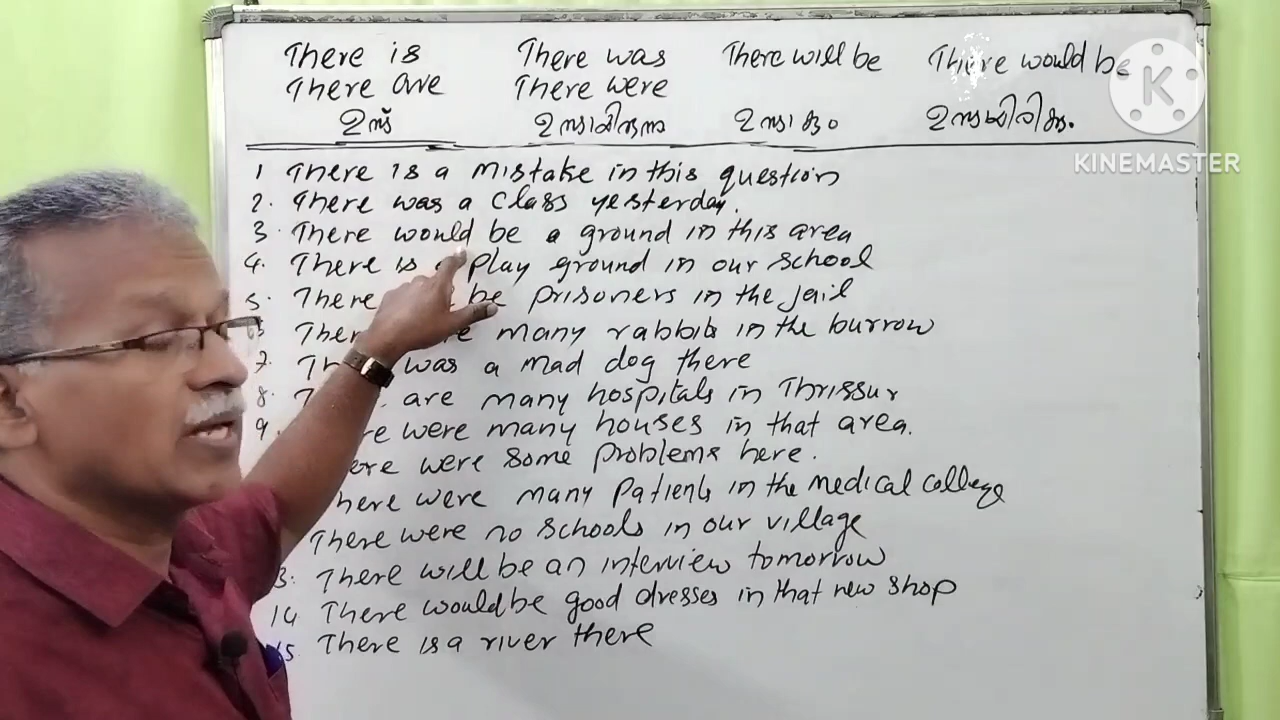 There is There was There will be There would be
There are There were
ഉണ്ട് ഉണ്ടായിരുന്നു ഉണ്ടാകും ഉണ്ടായിരിക്കും.
K
KINEMASTER
1 There is a mistake in this question
2. There was a class yesterday.
3. There would be a ground in this area
4. There is play ground in our school
5. There be prisoners in the jail
many rabbits in the burrow
7. was a mad dog there
8. are many hospitals in Thrissur
9. were many houses in that area.
were some problems here.
here were many patients in the medical college
There were no schools in our village
3. There will be an interview tomorrow
14 There would be good dresses in that new shop
15. There is a river there